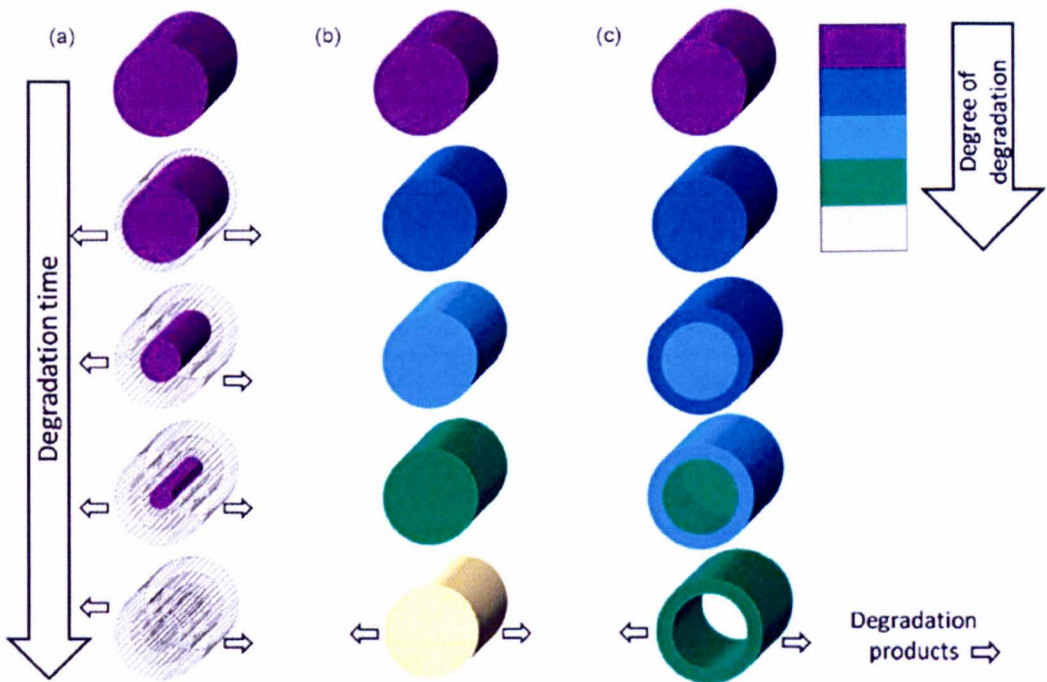 (a)
(b)
(c)
Degree of
degradation
Degradation time
Degradation
products